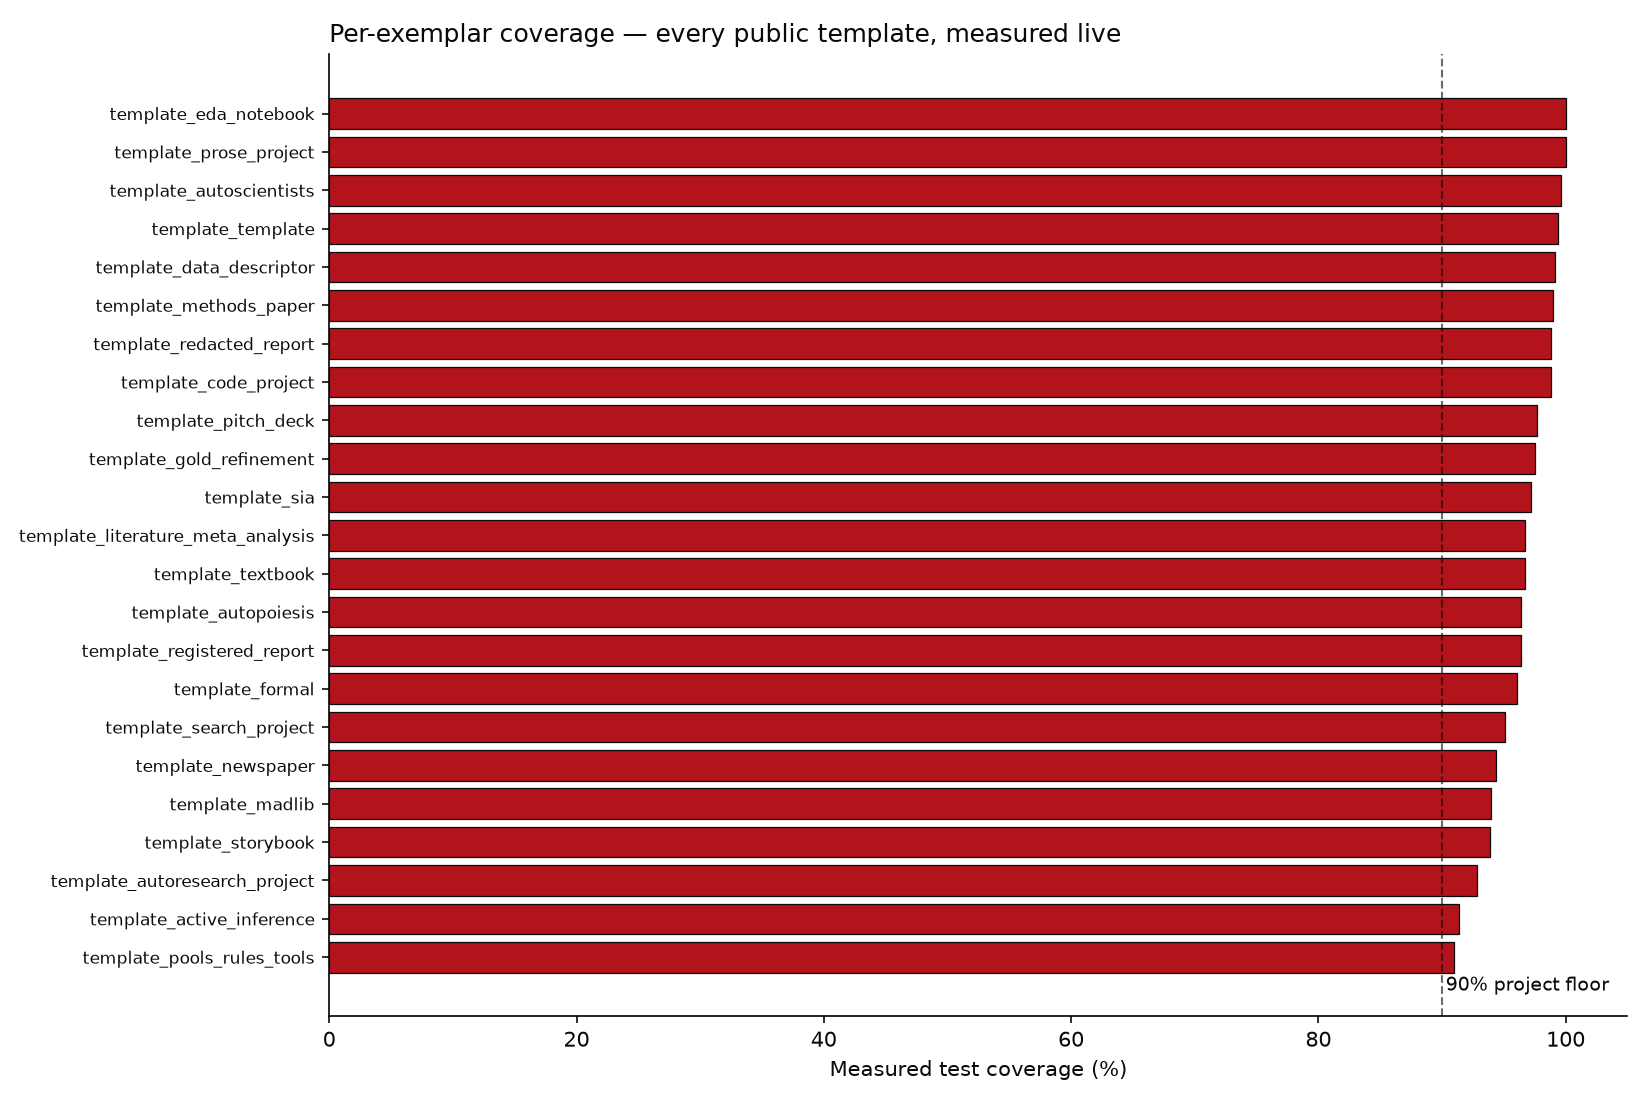 Per-exemplar coverage — every public template, measured live
template_eda_notebook
template_prose_project
template_autoscientists
template_template
template_data_descriptor
template_methods_paper
template_redacted_report
template_code_project
template_pitch_deck
template_gold_refinement
template_sia
template_literature_meta_analysis
template_textbook
template_autopoiesis
template_registered_report
template_formal
template_search_project
template_newspaper
template_madlib
template_storybook
template_autoresearch_project
template_active_inference
template_pools_rules_tools
90% project floor
0 20 40 60 80 100
Measured test coverage (%)